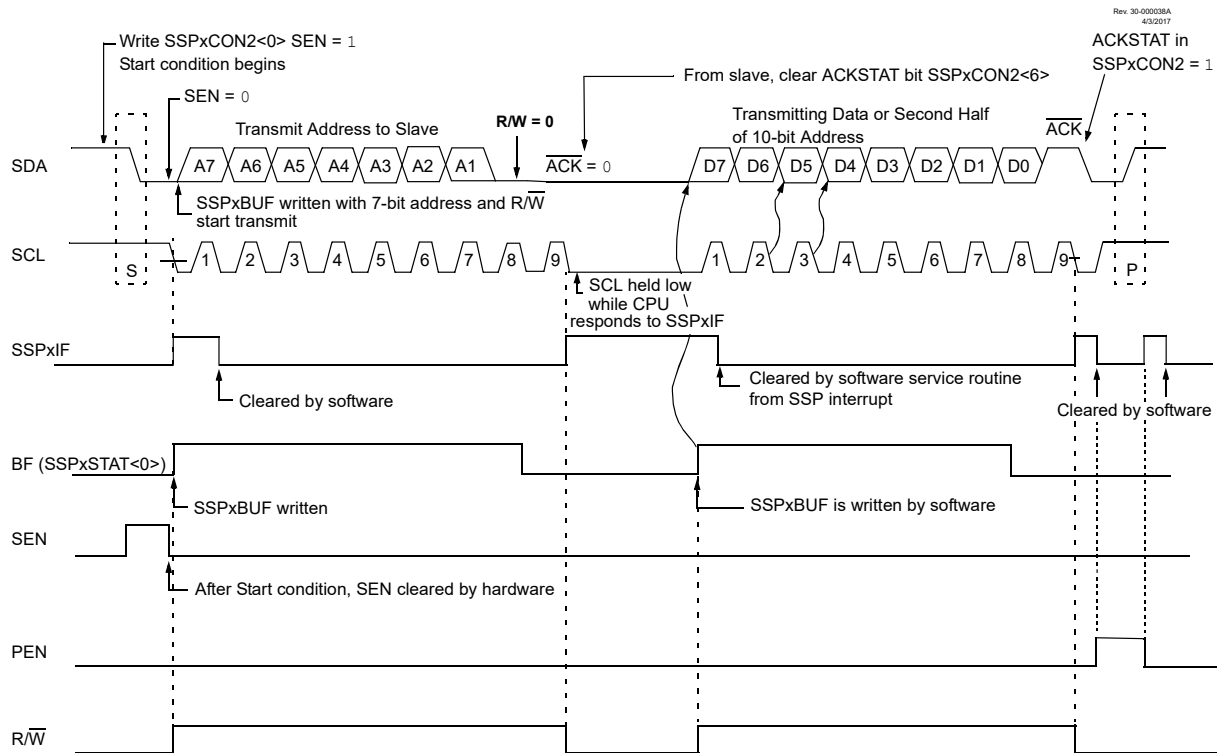 Rev. 30-000038A
4/3/2017
Write SSPxCON2<0> SEN = 1
Start condition begins
ACKSTAT in
SSPxCON2 = 1
From slave, clear ACKSTAT bit SSPxCON2<6>
SEN = 0
Transmit Address to Slave
R/W = 0
Transmitting Data or Second Half
of 10-bit Address
ACK
SDA
A7 A6 A5 A4 A3 A2 A1
ACK = 0
D7 D6 D5 D4 D3 D2 D1 D0
SSPxBUF written with 7-bit address and R/W
start transmit
SCL
S
1 2 3 4 5 6 7 8 9
1 2 3 4 5 6 7 8 9
P
SCL held low
while CPU
responds to SSPxIF
SSPxIF
Cleared by software
Cleared by software service routine
from SSP interrupt
Cleared by software
BF (SSPxSTAT<0>)
SSPxBUF written
SSPxBUF is written by software
SEN
After Start condition, SEN cleared by hardware
PEN
R/W